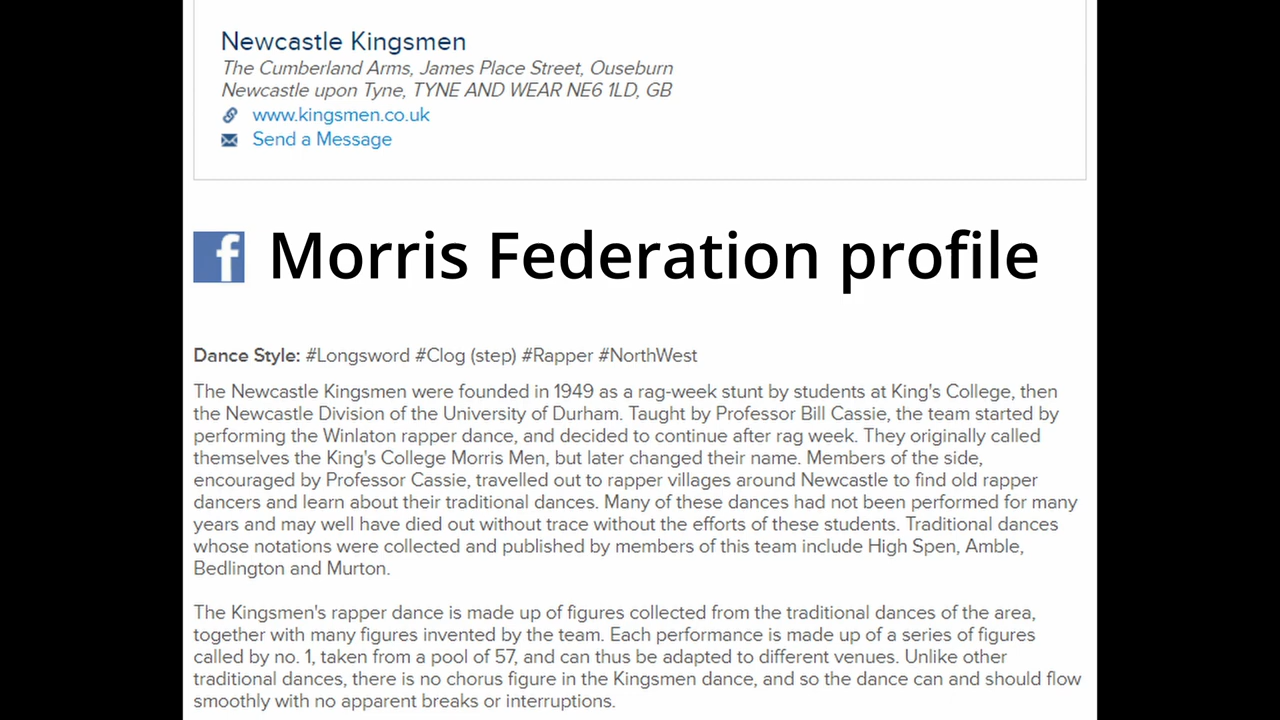 Newcastle Kingsmen
The Cumberland Arms, James Place Street, Ouseburn
Newcastle upon Tyne, TYNE AND WEAR NE6 1LD, GB
www.kingsmen.co.uk
Send a Message
f Morris Federation profile
Dance Style: #Longsword #Clog (step) #Rapper #NorthWest
The Newcastle Kingsmen were founded in 1949 as a rag-week stunt by students at King's College, then
the Newcastle Division of the University of Durham. Taught by Professor Bill Cassie, the team started by
performing the Winlaton rapper dance, and decided to continue after rag week. They originally called
themselves the King's College Morris Men, but later changed their name. Members of the side,
encouraged by Professor Cassie, travelled out to rapper villages around Newcastle to find old rapper
dancers and learn about their traditional dances. Many of these dances had not been performed for many
years and may well have died out without trace without the efforts of these students. Traditional dances
whose notations were collected and published by members of this team include High Spen, Amble,
Bedlington and Murton.
The Kingsmen's rapper dance is made up of figures collected from the traditional dances of the area,
together with many figures invented by the team. Each performance is made up of a series of figures
called by no. 1, taken from a pool of 57, and can thus be adapted to different venues. Unlike other
traditional dances, there is no chorus figure in the Kingsmen dance, and so the dance can and should flow
smoothly with no apparent breaks or interruptions.